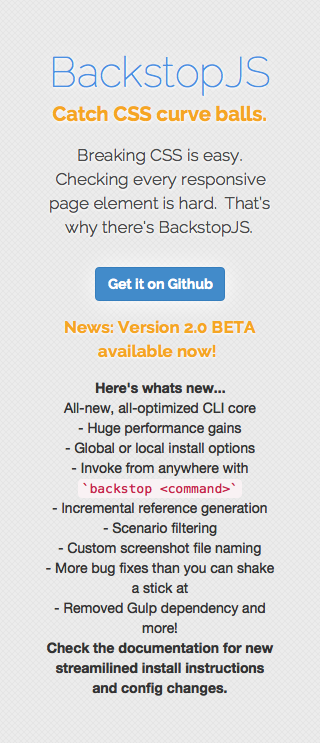 BackstopJS
Catch CSS curve balls.
Breaking CSS is easy.
Checking every responsive
page element is hard. That's
why there's BackstopJS.
Get it on Github
News: Version 2.0 BETA
available now!
Here's whats new...
All-new, all-optimized CLI core
- Huge performance gains
- Global or local install options
- Invoke from anywhere with
`backstop <command>`
- Incremental reference generation
- Scenario filtering
- Custom screenshot file naming
- More bug fixes than you can shake
a stick at
- Removed Gulp dependency and
more!
Check the documentation for new
streamilined install instructions
and config changes.